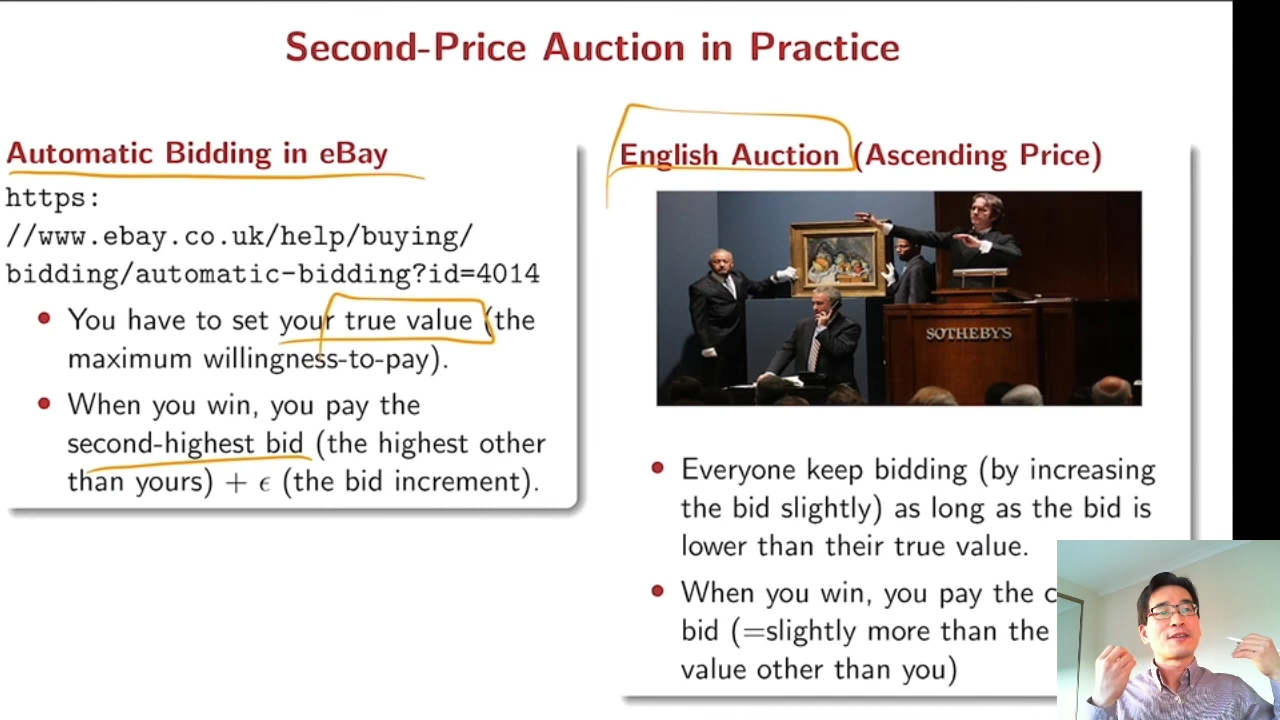 Second-Price Auction in Practice
Automatic Bidding in eBay
https:
//www.ebay.co.uk/help/buying/
bidding/automatic-bidding?id=4014
• You have to set your true value (the
maximum willingness-to-pay).
• When you win, you pay the
second-highest bid (the highest other
than yours) + ϵ (the bid increment).
English Auction (Ascending Price)
SOTHEBY'S
• Everyone keep bidding (by increasing
the bid slightly) as long as the bid is
lower than their true value.
• When you win, you pay the
bid (=slightly more than the
value other than you)